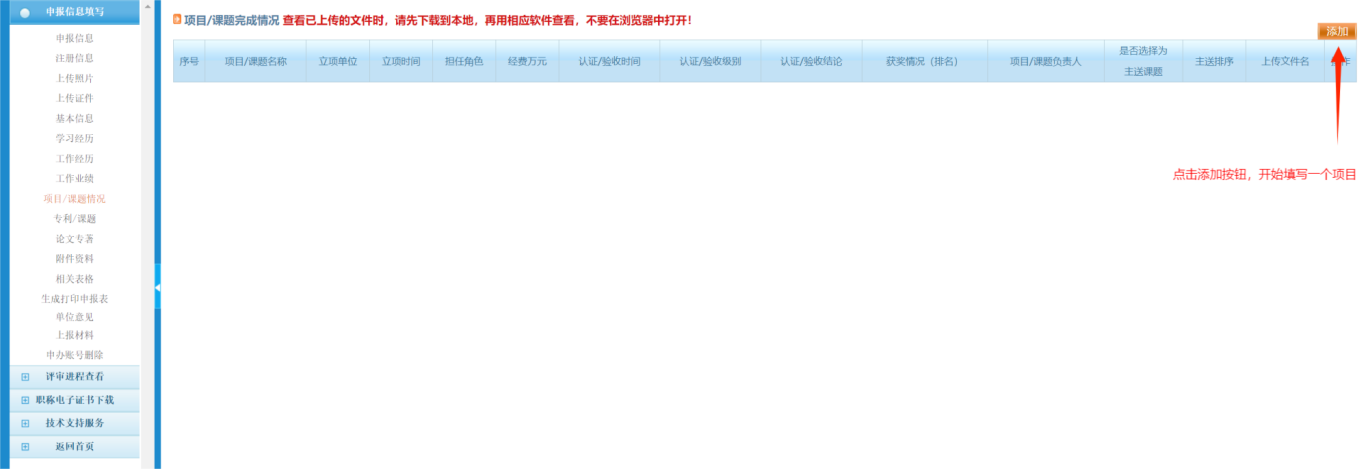 申报信息填写
申报信息
注册信息
上传照片
上传证件
基本信息
学习经历
工作经历
工作业绩
项目/课题情况
专利/课题
论文专著
附件资料
相关表格
生成打印申报表
单位意见
上报材料
申办账号删除
评审进程查看
职称电子证书下载
技术支持服务
返回首页
项目/课题完成情况 查看已上传的文件时，请先下载到本地，再用相应软件查看，不要在浏览器中打开！
添加
序号 项目/课题名称 立项单位 立项时间 担任角色 经费万元 认证/验收时间 认证/验收级别 认证/验收结论 获奖情况（排名） 项目/课题负责人 是否选择为
主送课题 主送排序 上传文件名 作
点击添加按钮，开始填写一个项目